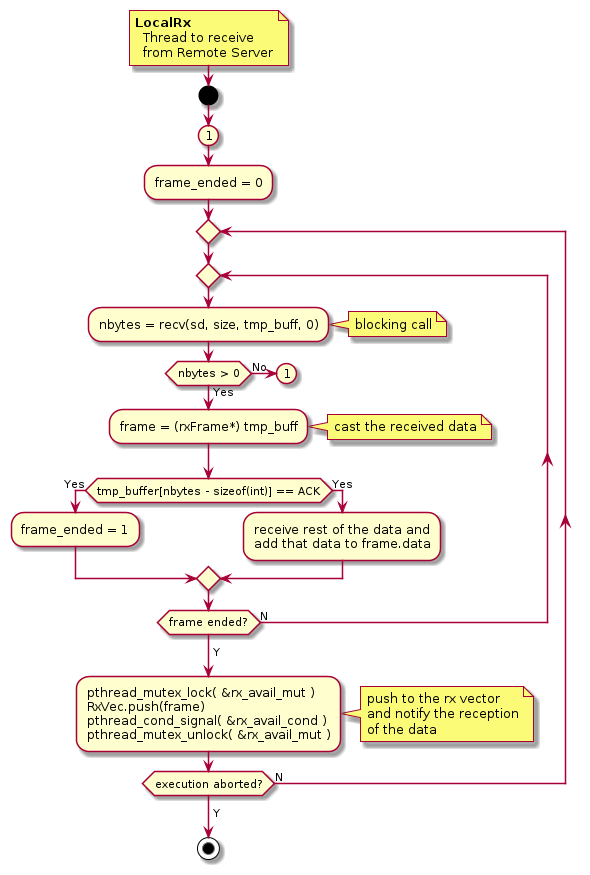 LocalRx
Thread to receive
from Remote Server
1
frame_ended = 0
nbytes = recv(sd, size, tmp_buff, 0)
blocking call
nbytes > 0
No
1
Yes
frame = (rxFrame*) tmp_buff
cast the received data
Yes
tmp_buffer[nbytes - sizeof(int)] == ACK
Yes
frame_ended = 1
receive rest of the data and
add that data to frame.data
frame ended?
N
Y
pthread_mutex_lock( &rx_avail_mut )
RxVec.push(frame)
pthread_cond_signal( &rx_avail_cond )
pthread_mutex_unlock( &rx_avail_mut )
push to the rx vector
and notify the reception
of the data
execution aborted?
N
Y